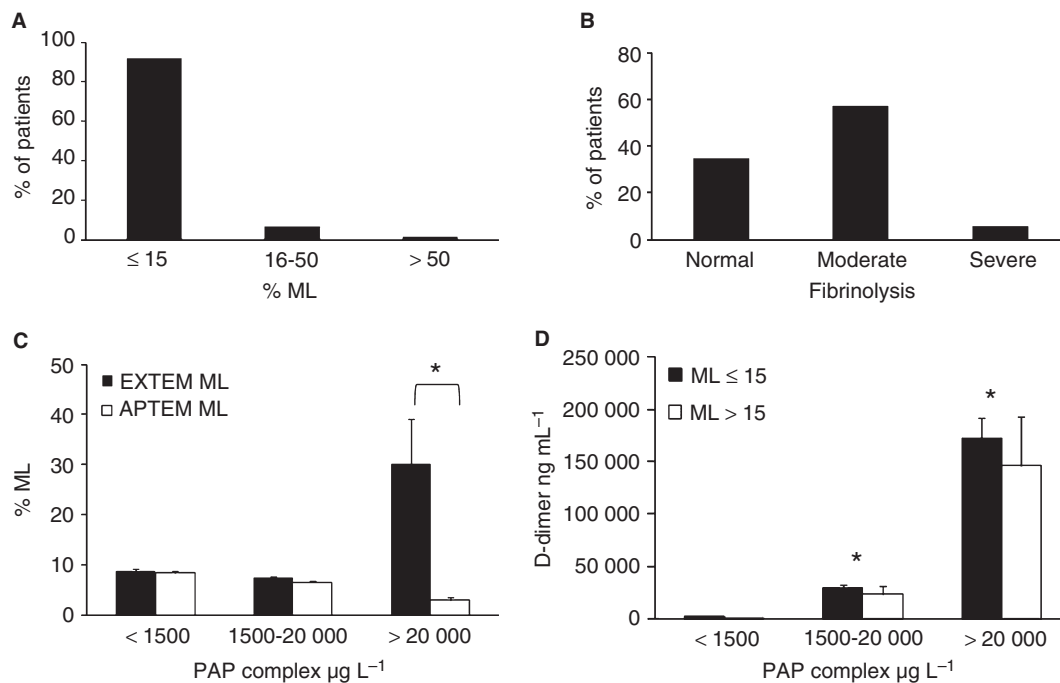 A
% of patients
100
80
60
40
20
0
≤ 15
16-50
> 50
% ML
B
% of patients
80
60
40
20
0
Normal
Moderate
Severe
Fibrinolysis
C
% ML
50
40
30
20
10
0
EXTEM ML
APTEM ML
*
< 1500
1500-20 000
> 20 000
PAP complex µg L⁻¹
D
D-dimer ng mL⁻¹
250 000
200 000
150 000
100 000
50 000
0
ML ≤ 15
ML > 15
*
*
< 1500
1500-20 000
> 20 000
PAP complex µg L⁻¹